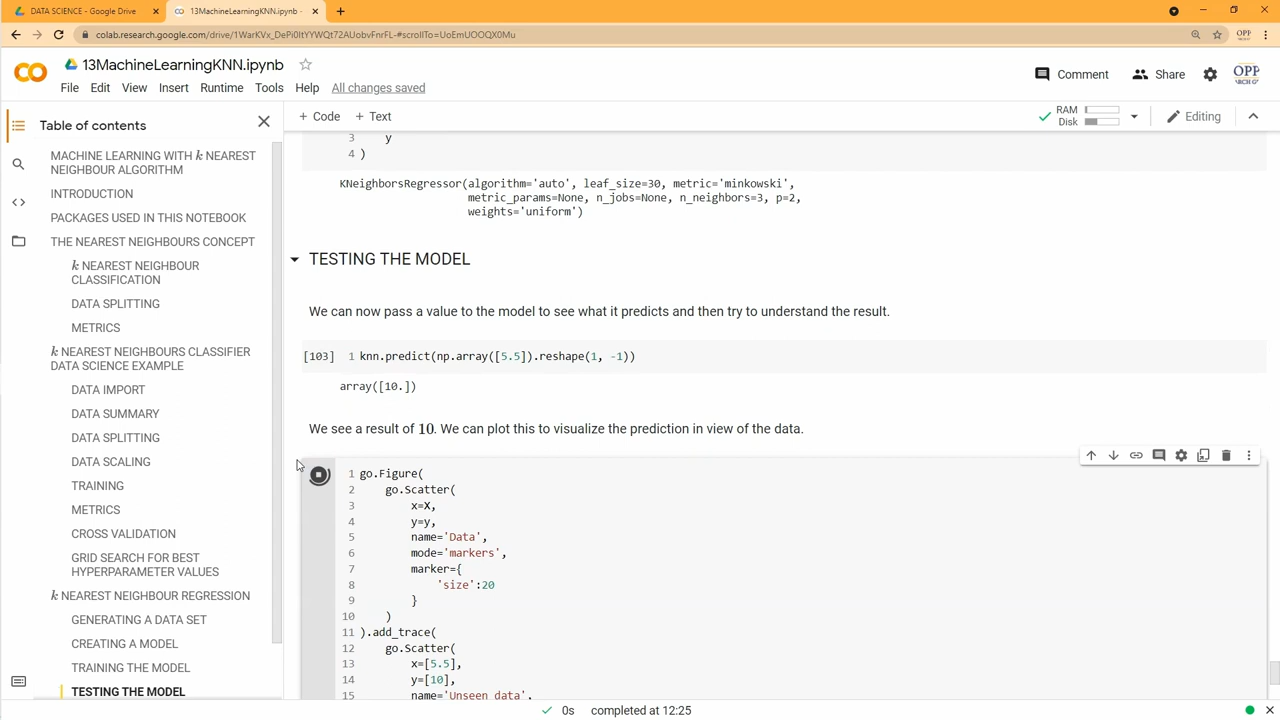 DATA SCIENCE - Google Drive
13MachineLearningKNN.ipynb -
colab.research.google.com/drive/1WarKVx_DePi0ItYYWQt72AUobvFnrFL-#scrollTo=UoEmUOOQX0Mu
OPP
13MachineLearningKNN.ipynb
File Edit View Insert Runtime Tools Help All changes saved
Comment Share
OPP
Table of contents
+ Code + Text
RAM
Disk
Editing
MACHINE LEARNING WITH k NEAREST
NEIGHBOUR ALGORITHM
INTRODUCTION
PACKAGES USED IN THIS NOTEBOOK
THE NEAREST NEIGHBOURS CONCEPT
k NEAREST NEIGHBOUR
CLASSIFICATION
DATA SPLITTING
METRICS
k NEAREST NEIGHBOURS CLASSIFIER
DATA SCIENCE EXAMPLE
DATA IMPORT
DATA SUMMARY
DATA SPLITTING
DATA SCALING
TRAINING
METRICS
CROSS VALIDATION
GRID SEARCH FOR BEST
HYPERPARAMETER VALUES
k NEAREST NEIGHBOUR REGRESSION
GENERATING A DATA SET
CREATING A MODEL
TRAINING THE MODEL
TESTING THE MODEL
3 y
4 )
KNeighborsRegressor(algorithm='auto', leaf_size=30, metric='minkowski',
metric_params=None, n_jobs=None, n_neighbors=3, p=2,
weights='uniform')
TESTING THE MODEL
We can now pass a value to the model to see what it predicts and then try to understand the result.
[103] 1 knn.predict(np.array([5.5]).reshape(1, -1))
array([10.])
We see a result of 10. We can plot this to visualize the prediction in view of the data.
1 go.Figure(
2 go.Scatter(
3 x=X,
4 y=y,
5 name='Data',
6 mode='markers',
7 marker={
8 'size':20
9 }
10 )
11 ).add_trace(
12 go.Scatter(
13 x=[5.5],
14 y=[10],
15 name='Unseen data',
0s completed at 12:25